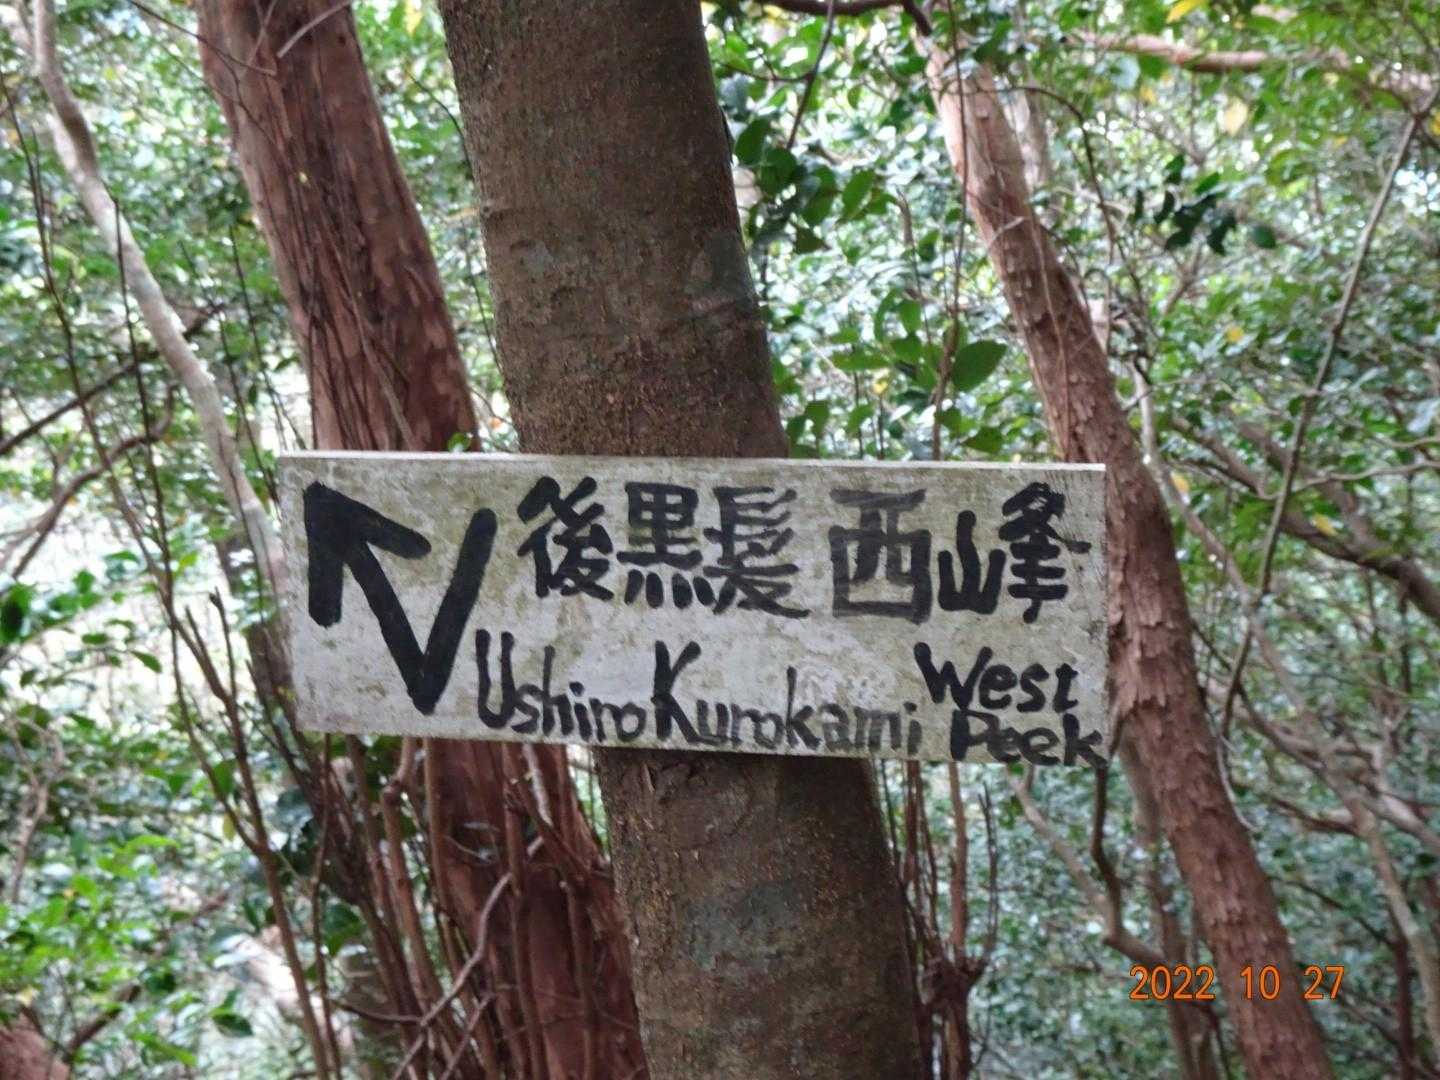 後黒髪 西峰
Ushiro Kurokami West
Peek
2022 10 27